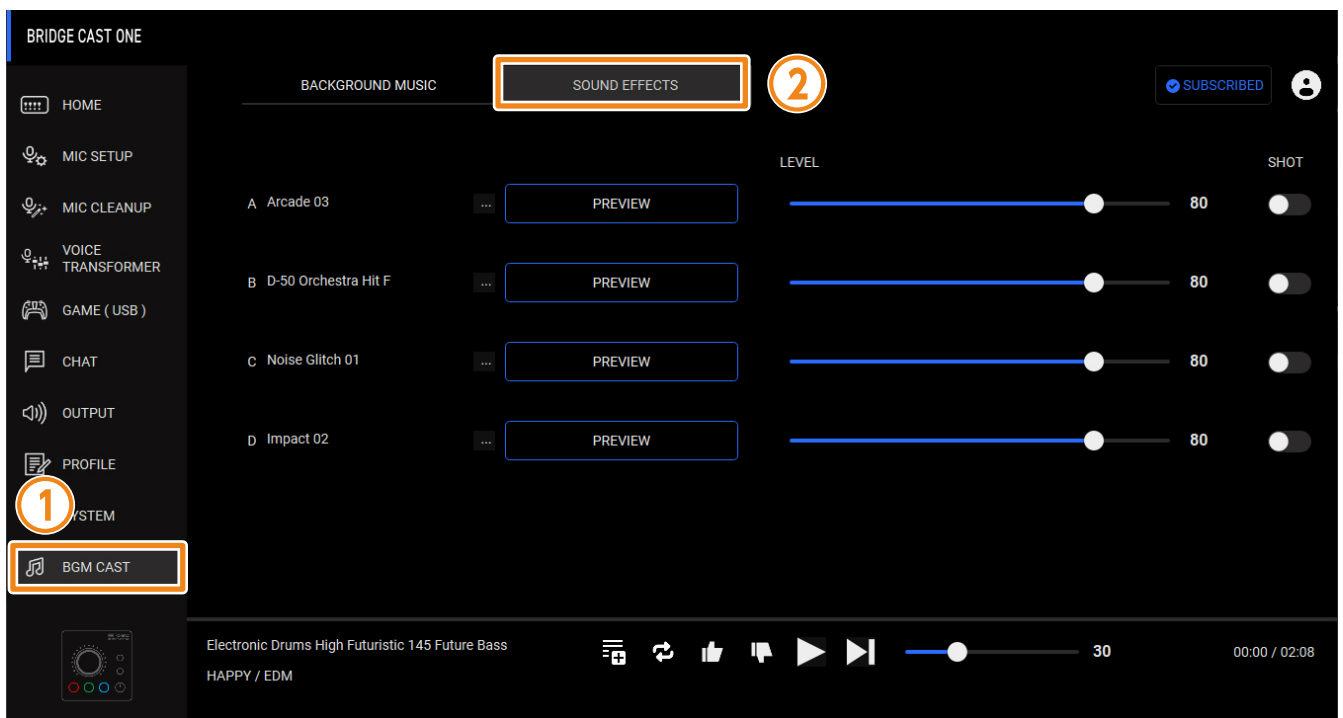 BRIDGE CAST ONE
HOME
MIC SETUP
MIC CLEANUP
VOICE
TRANSFORMER
GAME ( USB )
CHAT
OUTPUT
PROFILE
1
YSTEM
BGM CAST
BACKGROUND MUSIC
SOUND EFFECTS
2
SUBSCRIBED
LEVEL
SHOT
A Arcade 03 ... PREVIEW 80
B D-50 Orchestra Hit F ... PREVIEW 80
C Noise Glitch 01 ... PREVIEW 80
D Impact 02 ... PREVIEW 80
Electronic Drums High Futuristic 145 Future Bass
HAPPY / EDM
30
00:00 / 02:08